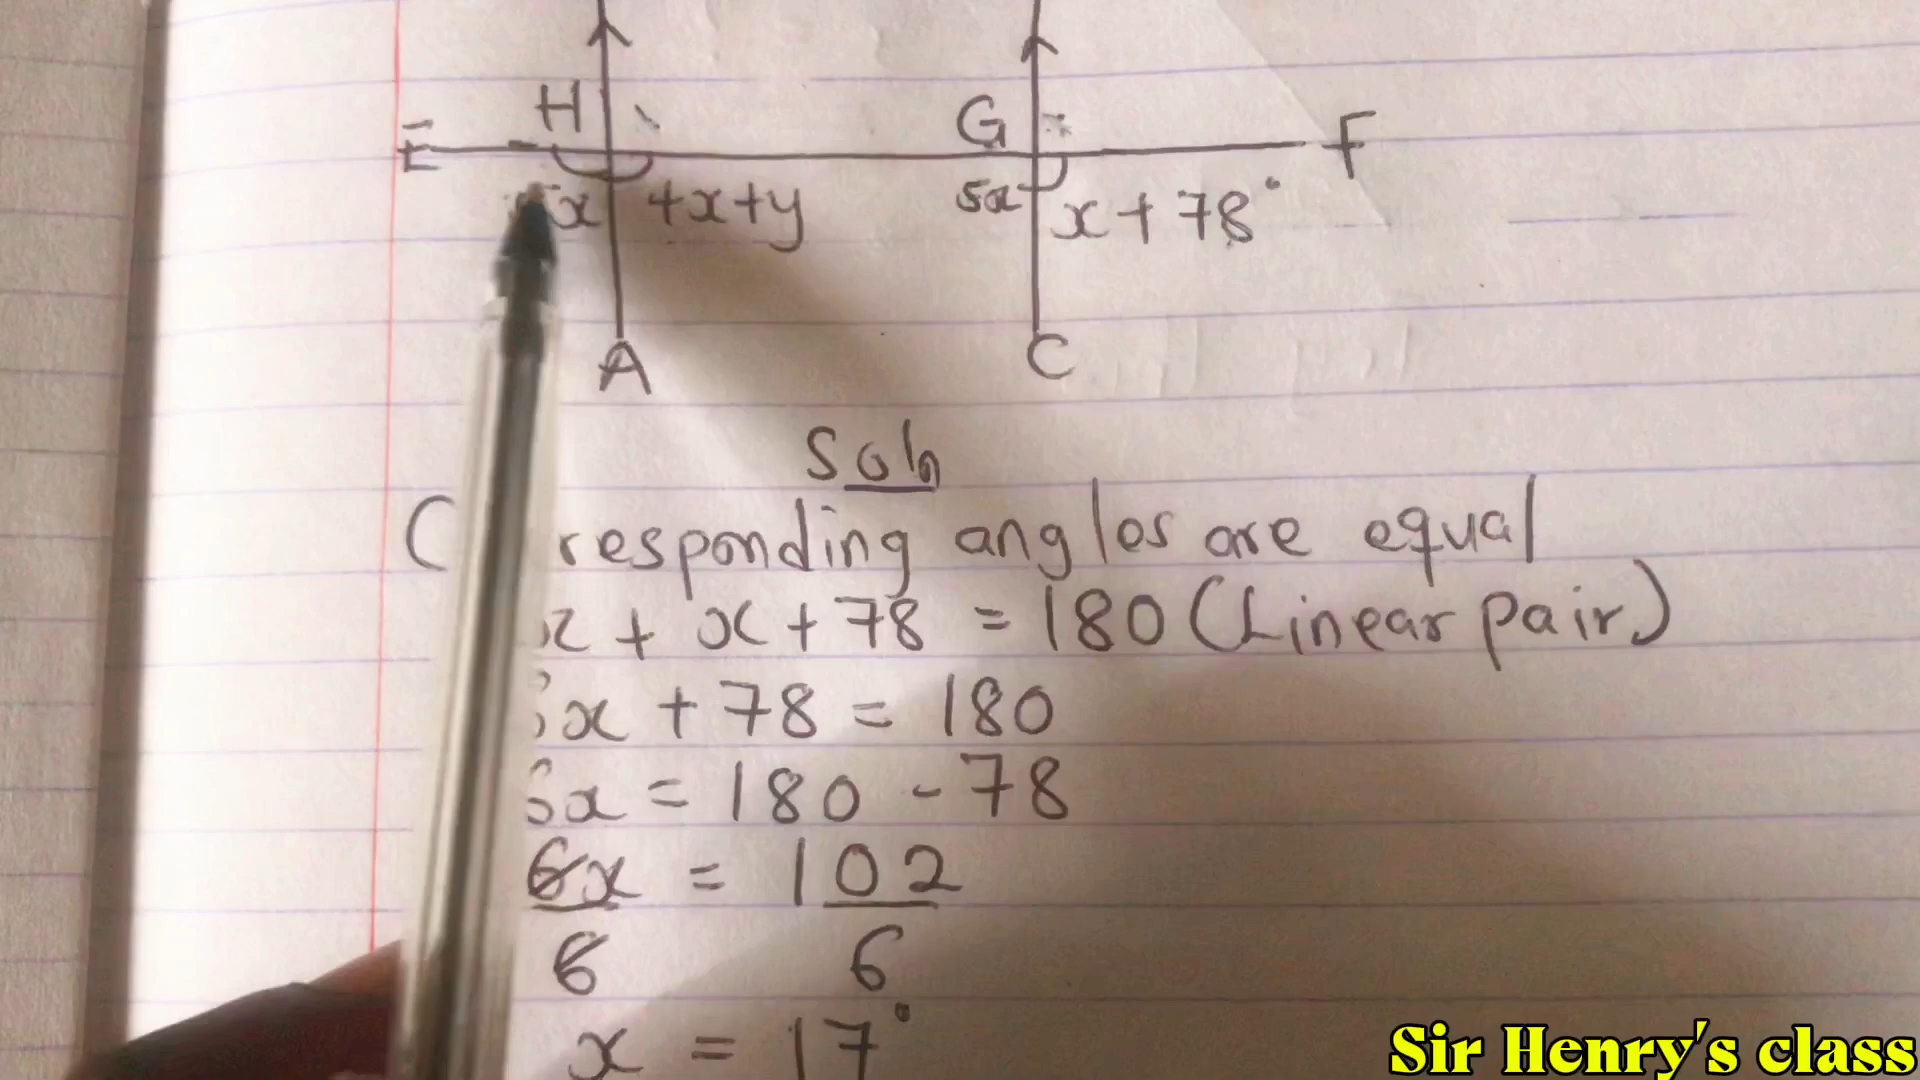 H
G
E
F
x 4x+y
5x
x+78°
A
C
Soln
responding angles are equal
x + x + 78 = 180 (Linear pair)
x + 78 = 180
6x = 180 - 78
6x = 102
6 6
x = 17°
Sir Henry's class